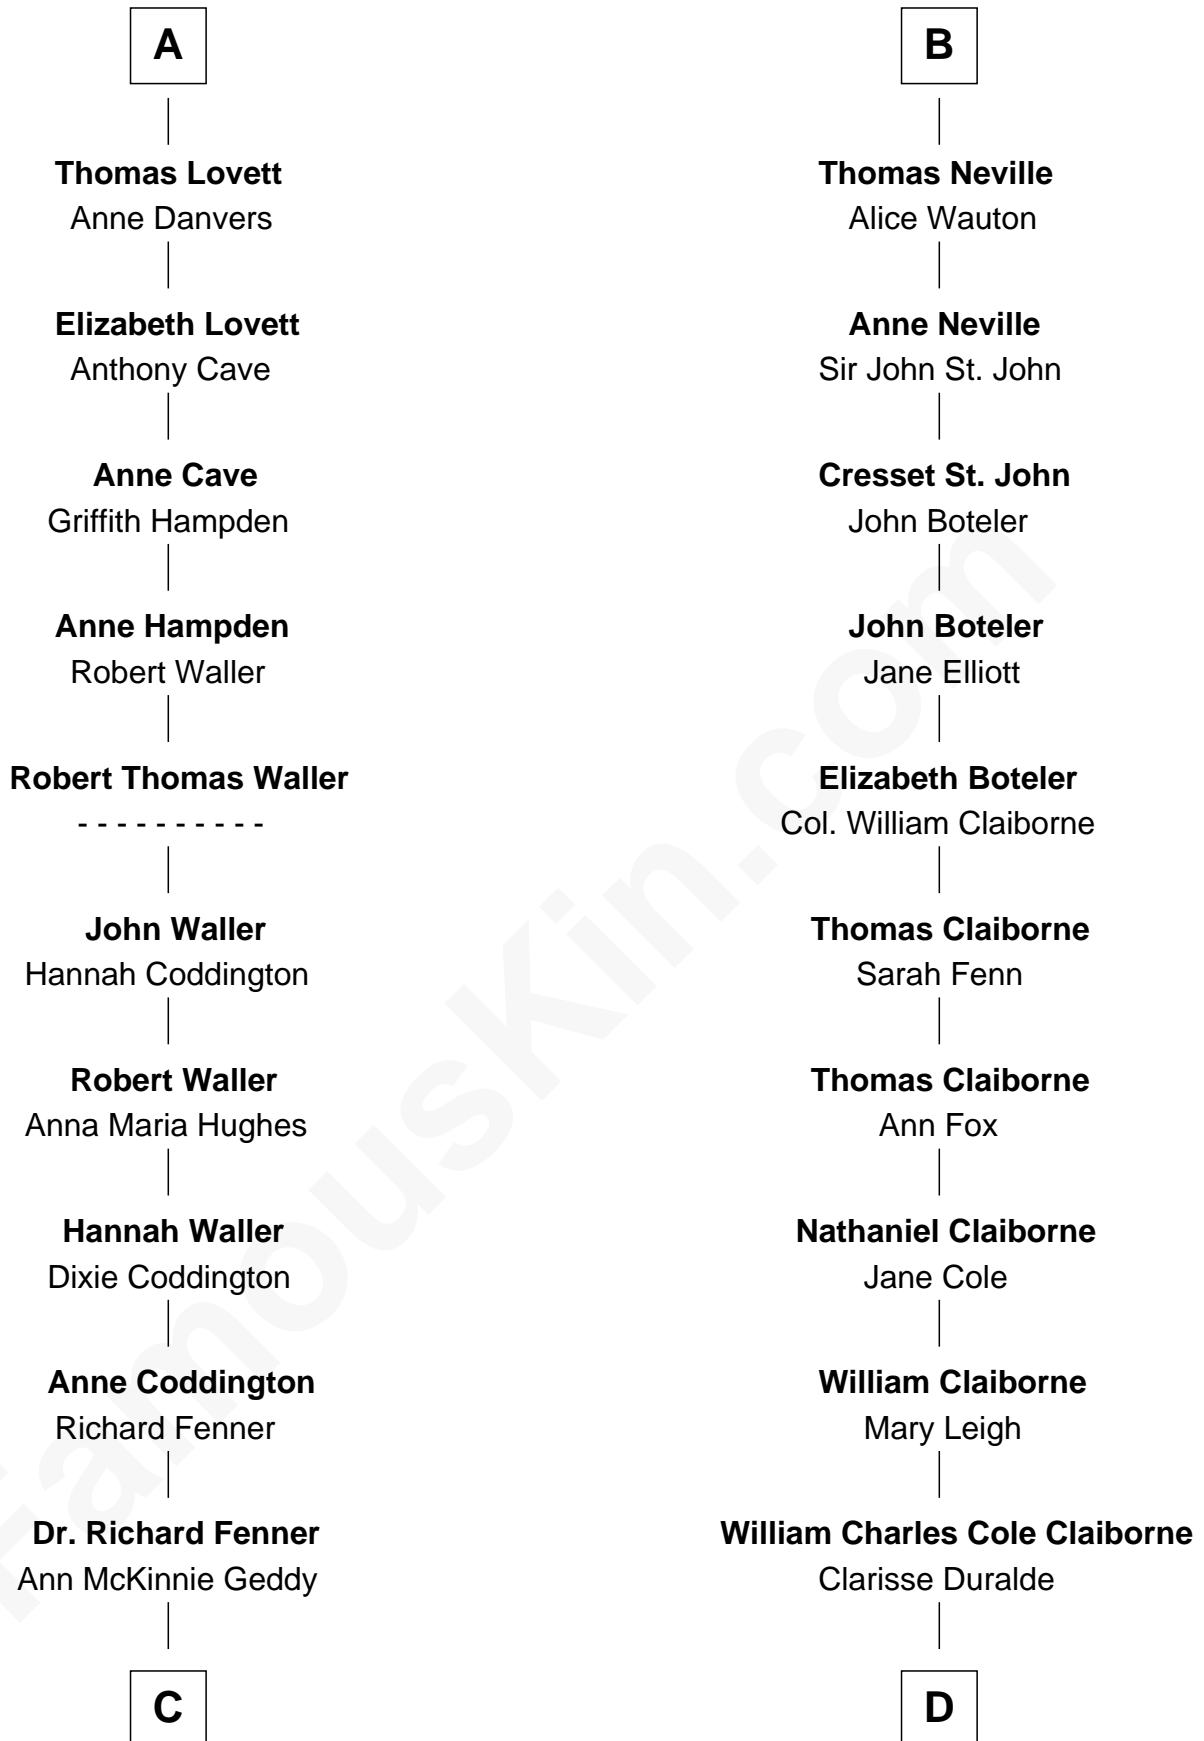 A
Thomas Lovett
Anne Danvers
Elizabeth Lovett
Anthony Cave
Anne Cave
Griffith Hampden
Anne Hampden
Robert Waller
Robert Thomas Waller
- - - - - - - - - -
John Waller
Hannah Coddington
Robert Waller
Anna Maria Hughes
Hannah Waller
Dixie Coddington
Anne Coddington
Richard Fenner
Dr. Richard Fenner
Ann McKinnie Geddy
C
B
Thomas Neville
Alice Wauton
Anne Neville
Sir John St. John
Cresset St. John
John Boteler
John Boteler
Jane Elliott
Elizabeth Boteler
Col. William Claiborne
Thomas Claiborne
Sarah Fenn
Thomas Claiborne
Ann Fox
Nathaniel Claiborne
Jane Cole
William Claiborne
Mary Leigh
William Charles Cole Claiborne
Clarisse Duralde
D
FamousKin.com